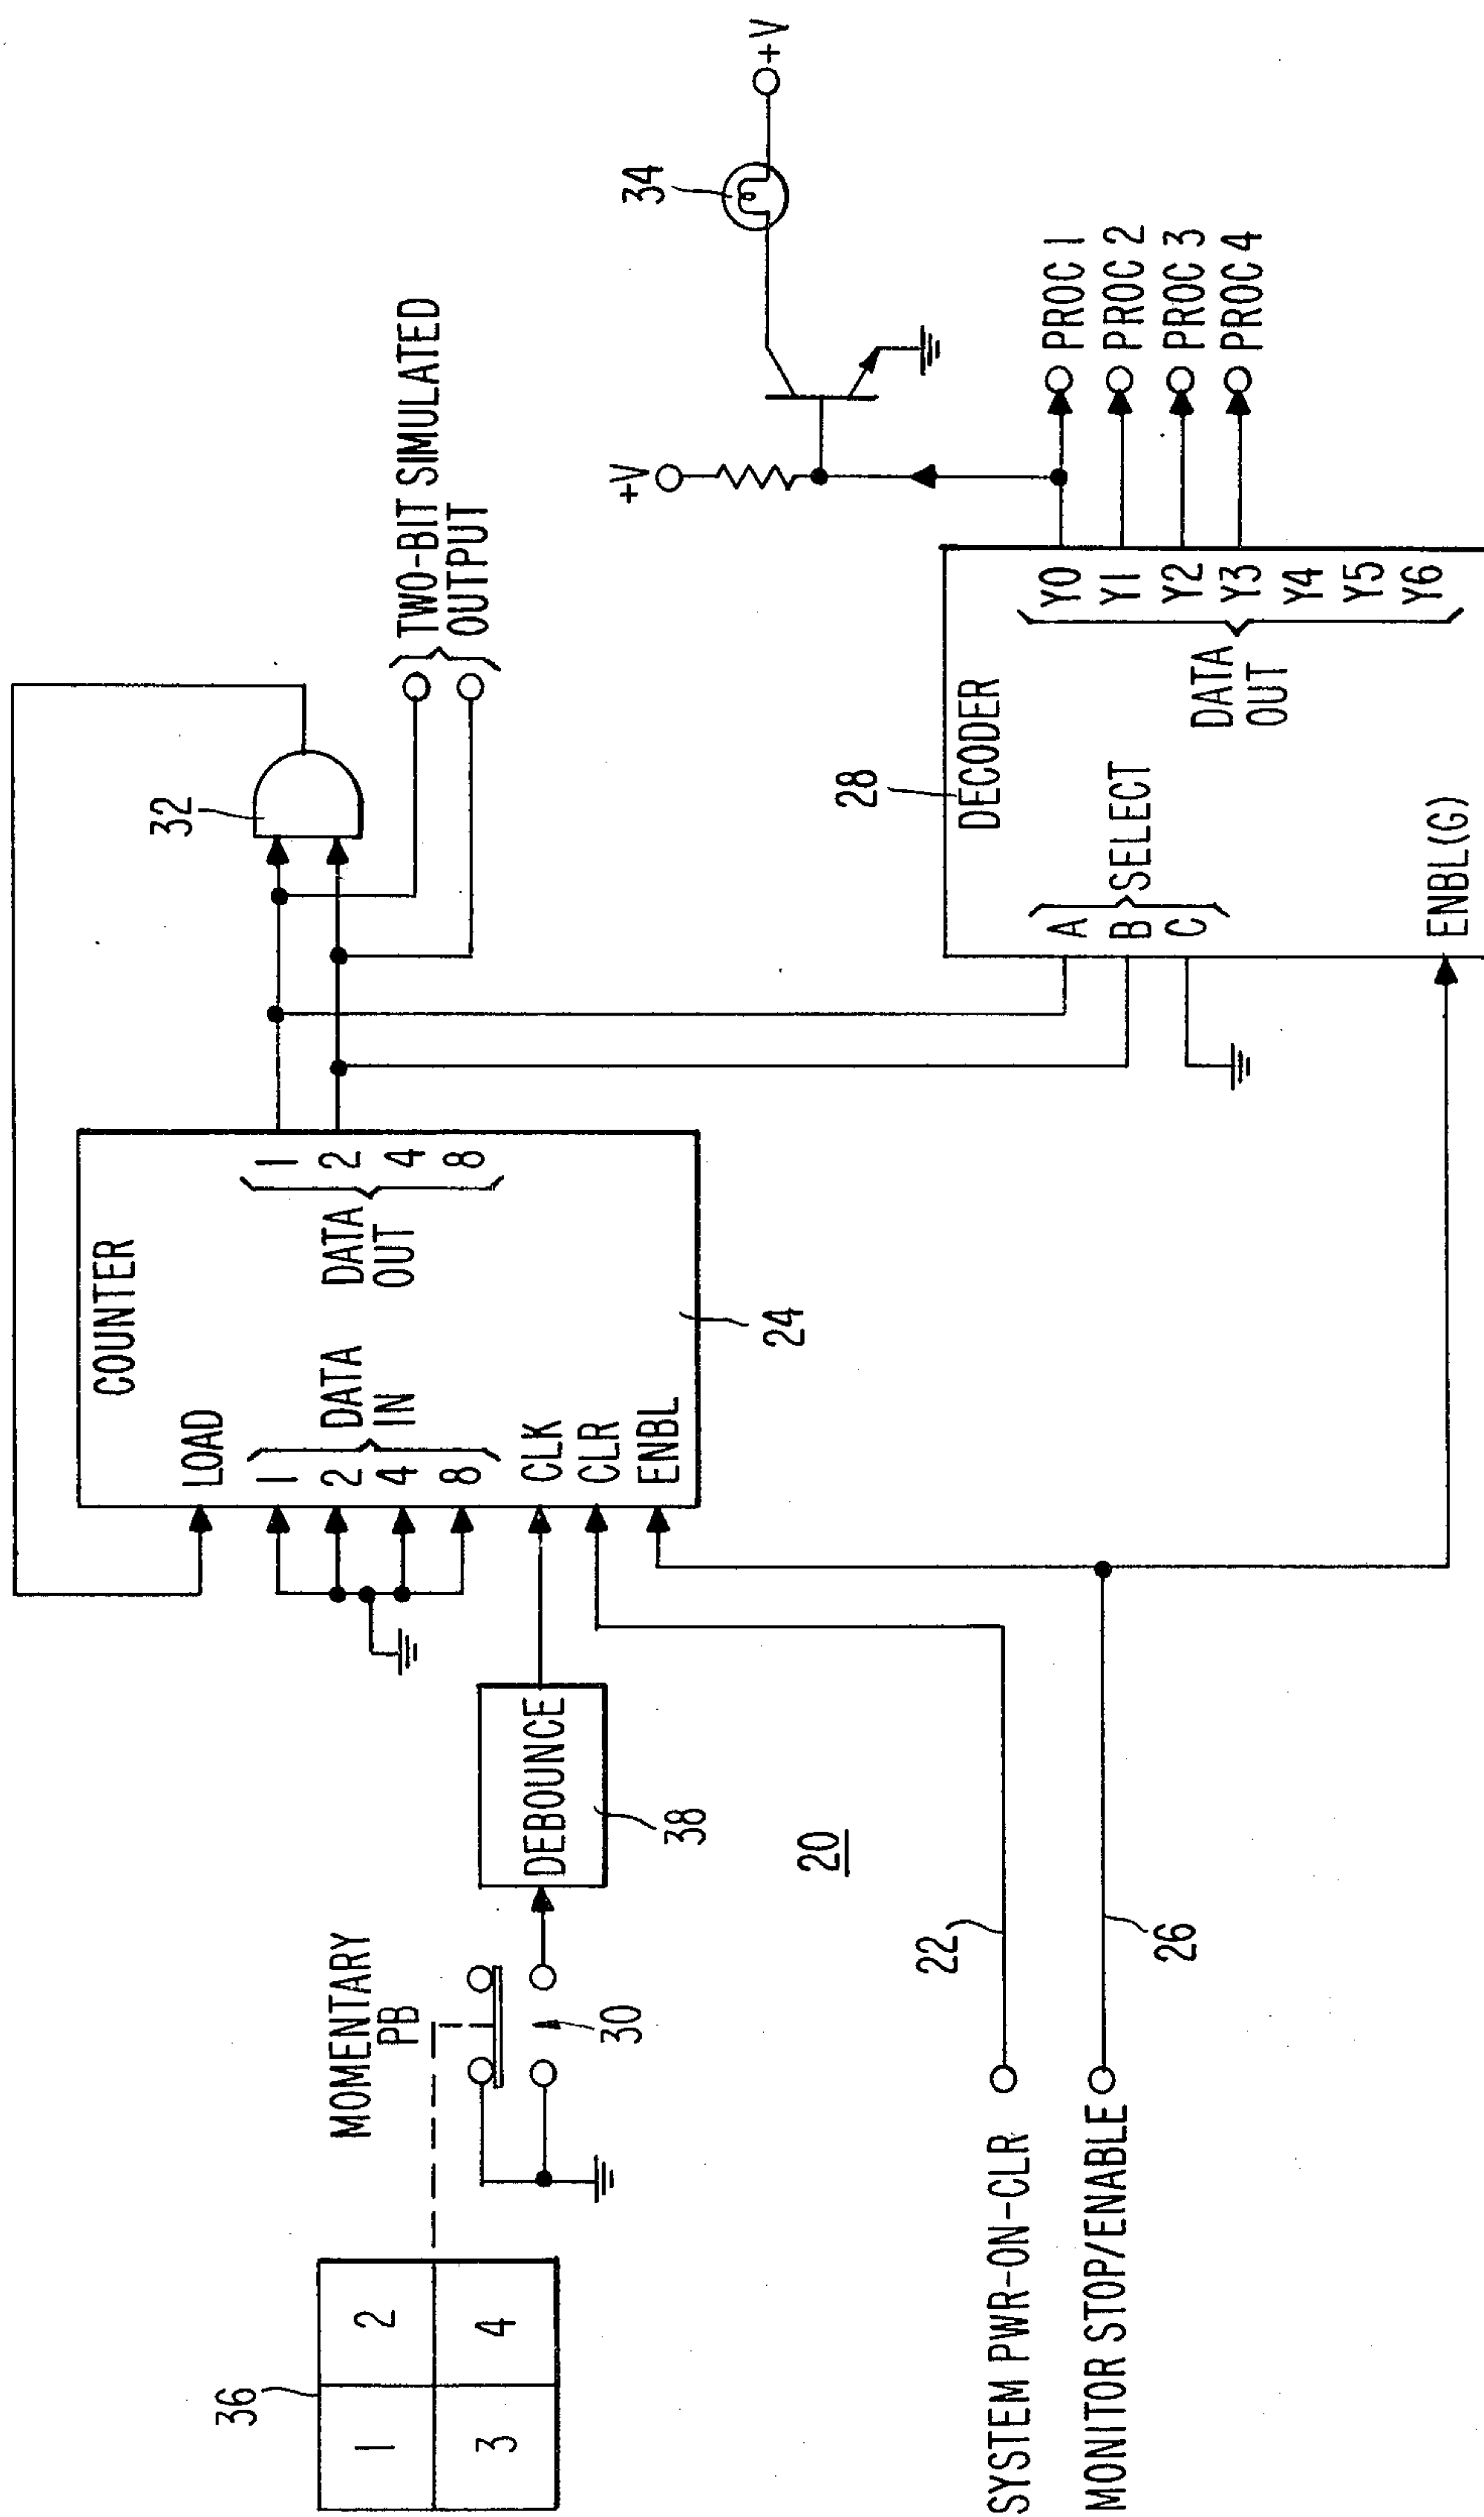 36
1
2
3
4
MOMENTARY
PB
30
DEBOUNCE
38
20
SYSTEM PWR-ON-CLR
22
MONITOR STOP/ENABLE
26
COUNTER
LOAD
1
2
4
8
DATA
IN
CLK
CLR
ENBL
DATA
OUT
1
2
4
8
24
32
TWO-BIT SIMULATED
OUTPUT
28
DECODER
A
B
C
SELECT
ENBL(G)
DATA
OUT
Y0
Y1
Y2
Y3
Y4
Y5
Y6
+V
34
+V
PROC 1
PROC 2
PROC 3
PROC 4